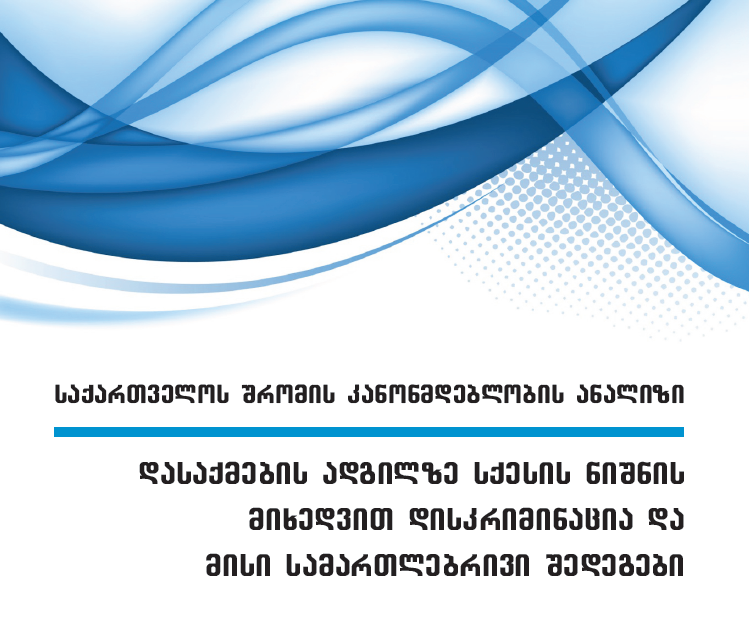 საქართველოს შრომის კანონმდებლობის ანალიზი
დასაქმების ადგილზე სქესის ნიშნის
მიხედვით დისკრიმინაცია და
მისი სამართლებრივი შედეგები